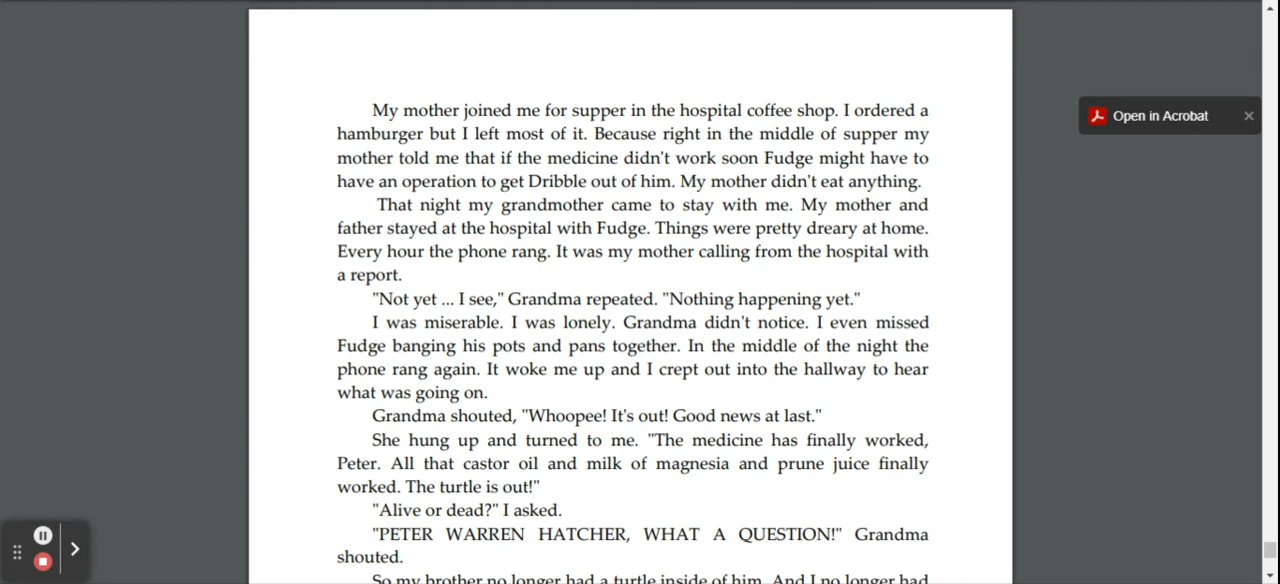 My mother joined me for supper in the hospital coffee shop. I ordered a
hamburger but I left most of it. Because right in the middle of supper my
mother told me that if the medicine didn't work soon Fudge might have to
have an operation to get Dribble out of him. My mother didn't eat anything.
That night my grandmother came to stay with me. My mother and
father stayed at the hospital with Fudge. Things were pretty dreary at home.
Every hour the phone rang. It was my mother calling from the hospital with
a report.
"Not yet ... I see," Grandma repeated. "Nothing happening yet."
I was miserable. I was lonely. Grandma didn't notice. I even missed
Fudge banging his pots and pans together. In the middle of the night the
phone rang again. It woke me up and I crept out into the hallway to hear
what was going on.
Grandma shouted, "Whoopee! It's out! Good news at last."
She hung up and turned to me. "The medicine has finally worked,
Peter. All that castor oil and milk of magnesia and prune juice finally
worked. The turtle is out!"
"Alive or dead?" I asked.
"PETER WARREN HATCHER, WHAT A QUESTION!" Grandma
shouted.
So my brother no longer had a turtle inside of him. And I no longer had
Open in Acrobat